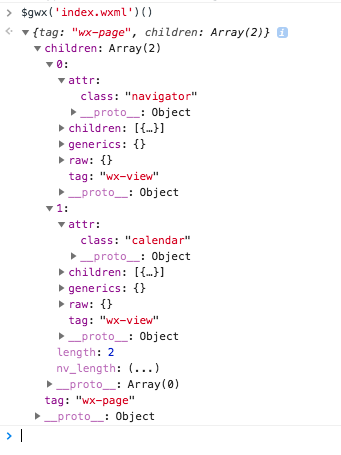 > $gwx('index.wxml')()
<· ▼{tag: "wx-page", children: Array(2)} i
▼children: Array(2)
▼0:
▼attr:
class: "navigator"
▶__proto__: Object
▶children: [{…}]
▶generics: {}
▶raw: {}
tag: "wx-view"
▶__proto__: Object
▼1:
▼attr:
class: "calendar"
▶__proto__: Object
▶children: [{…}]
▶generics: {}
▶raw: {}
tag: "wx-view"
▶__proto__: Object
length: 2
nv_length: (...)
▶__proto__: Array(0)
tag: "wx-page"
▶__proto__: Object
>